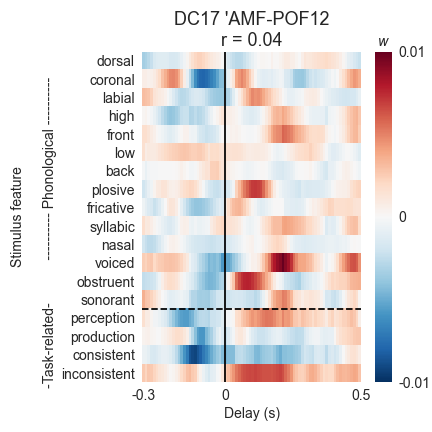 DC17 'AMF-POF12
r = 0.04
w
Stimulus feature
-Task-related- ---------- Phonological ----------
dorsal
coronal
labial
high
front
low
back
plosive
fricative
syllabic
nasal
voiced
obstruent
sonorant
perception
production
consistent
inconsistent
0.01
0
-0.01
-0.3
0
0.5
Delay (s)